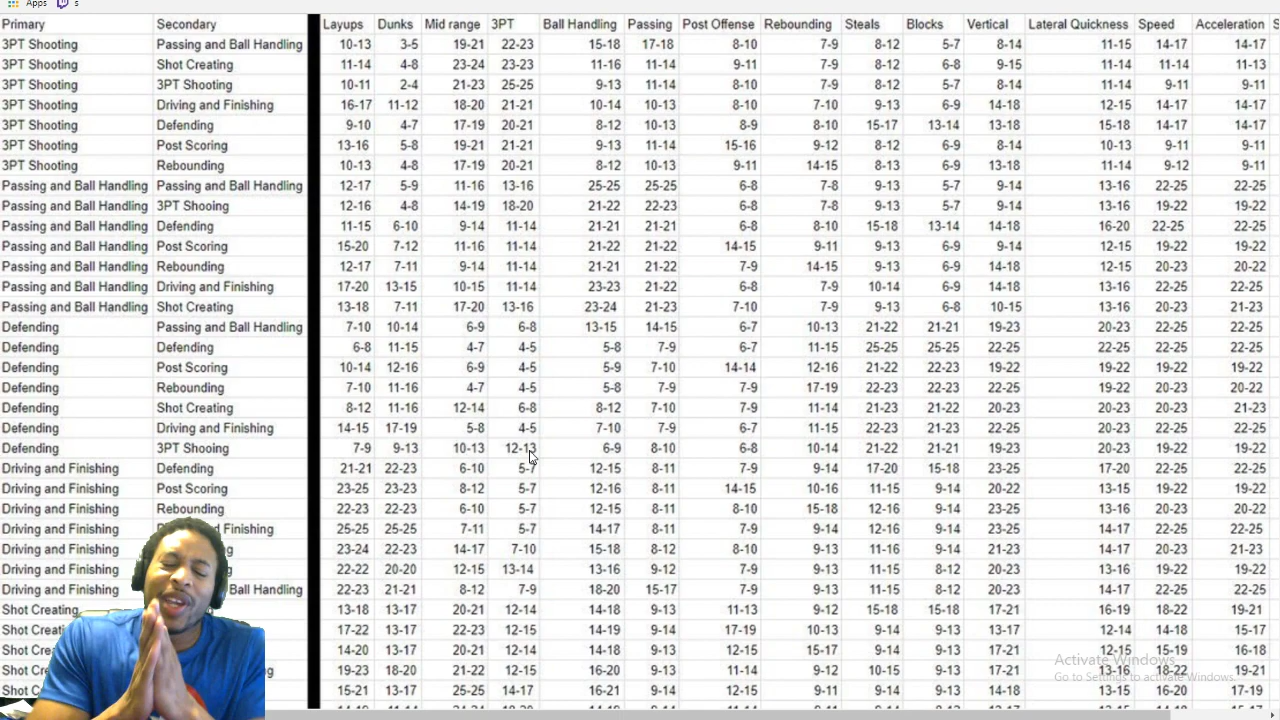 Apps s
Primary Secondary Layups Dunks Mid range 3PT Ball Handling Passing Post Offense Rebounding Steals Blocks Vertical Lateral Quickness Speed Acceleration S
3PT Shooting Passing and Ball Handling 10-13 3-5 19-21 22-23 15-18 17-18 8-10 7-9 8-12 5-7 8-14 11-15 14-17 14-17
3PT Shooting Shot Creating 11-14 4-8 23-24 23-23 11-16 11-14 9-11 7-9 8-12 6-8 9-15 11-14 11-14 11-13
3PT Shooting 3PT Shooting 10-11 2-4 21-23 25-25 9-13 11-14 8-10 7-9 8-12 5-7 8-14 11-14 9-11 9-11
3PT Shooting Driving and Finishing 16-17 11-12 18-20 21-21 10-14 10-13 8-10 7-10 9-13 6-9 14-18 12-15 14-17 14-17
3PT Shooting Defending 9-10 4-7 17-19 20-21 8-12 10-13 8-9 8-10 15-17 13-14 13-18 15-18 14-17 14-17
3PT Shooting Post Scoring 13-16 5-8 19-21 21-21 9-13 11-14 15-16 9-12 8-12 6-9 8-14 10-13 9-11 9-11
3PT Shooting Rebounding 10-13 4-8 17-19 20-21 8-12 10-13 9-11 14-15 8-13 6-9 13-18 11-14 9-12 9-11
Passing and Ball Handling Passing and Ball Handling 12-17 5-9 11-16 13-16 25-25 25-25 6-8 7-8 9-13 5-7 9-14 13-16 22-25 22-25
Passing and Ball Handling 3PT Shooing 12-16 4-8 14-19 18-20 21-22 22-23 6-8 7-8 9-13 5-7 9-14 13-16 19-22 19-22
Passing and Ball Handling Defending 11-15 6-10 9-14 11-14 21-21 21-21 6-8 8-10 15-18 13-14 14-18 16-20 22-25 22-25
Passing and Ball Handling Post Scoring 15-20 7-12 11-16 11-14 21-22 21-22 14-15 9-11 9-13 6-9 9-14 12-15 19-22 19-22
Passing and Ball Handling Rebounding 12-17 7-11 9-14 11-14 21-21 21-22 7-9 14-15 9-13 6-9 14-18 12-15 20-23 20-22
Passing and Ball Handling Driving and Finishing 17-20 13-15 10-15 11-14 23-23 21-22 6-8 7-9 10-14 6-9 14-18 13-16 22-25 22-25
Passing and Ball Handling Shot Creating 13-18 7-11 17-20 13-16 23-24 21-23 7-10 7-9 9-13 6-8 10-15 13-16 20-23 21-23
Defending Passing and Ball Handling 7-10 10-14 6-9 6-8 13-15 14-15 6-7 10-13 21-22 21-21 19-23 20-23 22-25 22-25
Defending Defending 6-8 11-15 4-7 4-5 5-8 7-9 6-7 11-15 25-25 25-25 22-25 22-25 22-25 22-25
Defending Post Scoring 10-14 12-16 6-9 4-5 5-9 7-10 14-14 12-16 21-22 22-23 19-22 19-22 19-22 19-22
Defending Rebounding 7-10 11-16 4-7 4-5 5-8 7-9 7-9 17-19 22-23 22-23 22-25 19-22 20-23 20-22
Defending Shot Creating 8-12 11-16 12-14 6-8 8-12 7-10 7-9 11-14 21-23 21-22 20-23 20-23 20-23 21-23
Defending Driving and Finishing 14-15 17-19 5-8 4-5 7-10 7-9 6-7 11-15 22-23 21-23 22-25 20-23 22-25 22-25
Defending 3PT Shooing 7-9 9-13 10-13 12-13 6-9 8-10 6-8 10-14 21-22 21-21 19-23 20-23 19-22 19-22
Driving and Finishing Defending 21-21 22-23 6-10 5-7 12-15 8-11 7-9 9-14 17-20 15-18 23-25 17-20 22-25 22-25
Driving and Finishing Post Scoring 23-25 23-23 8-12 5-7 12-16 8-11 14-15 10-16 11-15 9-14 20-22 13-15 19-22 19-22
Driving and Finishing Rebounding 22-23 22-23 6-10 5-7 12-15 8-11 8-10 15-18 12-16 9-14 23-25 13-16 20-23 20-22
Driving and Finishing Finishing 25-25 25-25 7-11 5-7 14-17 8-11 7-9 9-14 12-16 9-14 23-25 14-17 22-25 22-25
Driving and Finishing 23-24 22-23 14-17 7-10 15-18 8-12 8-10 9-13 11-16 9-14 21-23 14-17 20-23 21-23
Driving and Finishing 22-22 20-20 12-15 13-14 13-16 9-12 7-9 9-13 11-15 8-12 20-23 13-16 19-22 19-22
Driving and Finishing Ball Handling 22-23 21-21 8-12 7-9 18-20 15-17 7-9 9-13 11-15 8-12 20-23 14-17 22-25 22-25
Shot Creating 13-18 13-17 20-21 12-14 14-18 9-13 11-13 9-12 15-18 15-18 17-21 16-19 18-22 19-21
Shot 17-22 13-17 22-23 12-15 14-19 9-14 17-19 10-13 9-14 9-13 13-17 12-14 14-18 15-17
Shot 14-20 13-17 20-21 12-14 14-18 9-13 12-15 15-17 9-14 9-13 17-21 12-15 15-19 16-18
Shot 19-23 18-20 21-22 12-15 16-20 9-13 11-14 9-12 10-15 9-13 17-21 13-16 18-22 19-21
Shot 15-21 13-17 25-25 14-17 16-21 9-14 12-15 9-11 9-14 9-13 14-18 13-15 16-20 17-19
Activate Windows
Go to Settings to activate Windows.